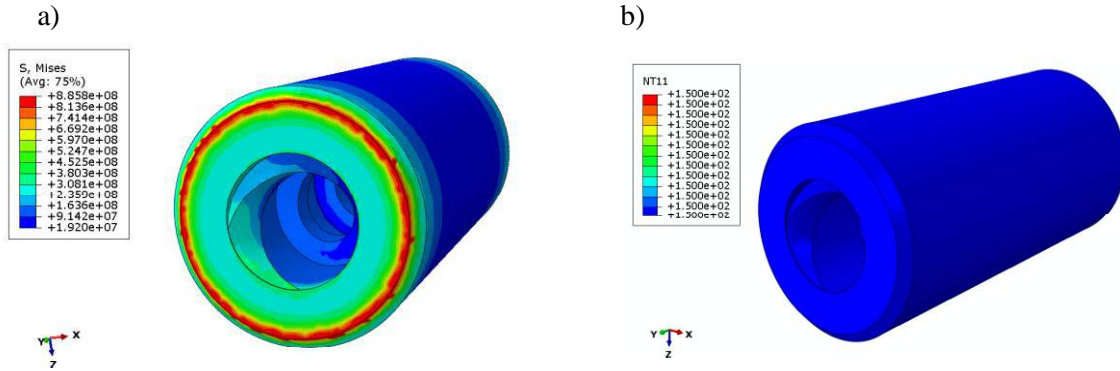 a)
b)
S, Mises
(Avg: 75%)
+8.858e+08
+8.136e+08
+7.414e+08
+6.692e+08
+5.970e+08
+5.247e+08
+4.525e+08
+3.803e+08
+3.081e+08
+2.359e+08
+1.636e+08
+9.142e+07
+1.920e+07
NT11
+1.500e+02
+1.500e+02
+1.500e+02
+1.500e+02
+1.500e+02
+1.500e+02
+1.500e+02
+1.500e+02
+1.500e+02
+1.500e+02
+1.500e+02
+1.500e+02
Y
X
Z
Y
X
Z